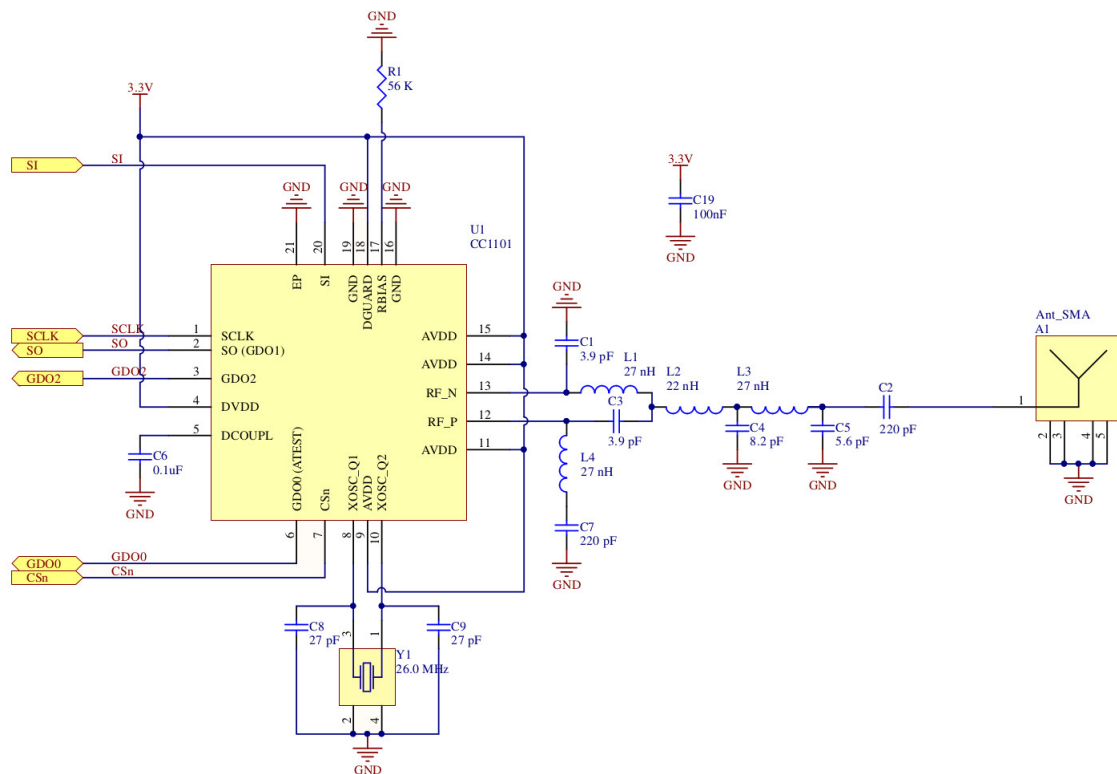 GND
R1
56 K
3.3V
SI
SI
3.3V
C19
100nF
GND
GND
GND
GND
U1
CC1101
21
20
19
18
17
16
EP
SI
GND
DGUARD
RBIAS
GND
GND
Ant_SMA
A1
SCLK
SCLK
1
SCLK
AVDD
15
SO
SO
2
SO (GDO1)
AVDD
14
C1
3.9 pF
L1
27 nH
L2
22 nH
L3
27 nH
C2
220 pF
GDO2
GDO2
3
GDO2
RF_N
13
C3
3.9 pF
4
DVDD
RF_P
12
1
5
DCOUPL
AVDD
11
C4
8.2 pF
C5
5.6 pF
2
3
4
5
C6
0.1uF
GND
L4
27 nH
GND
GND
GND
GDO0 (ATEST)
CSn
XOSC_Q1
AVDD
XOSC_Q2
6
7
8
9
10
C7
220 pF
GND
GDO0
GDO0
CSn
CSn
C8
27 pF
3
1
C9
27 pF
Y1
26.0 MHz
2
4
GND